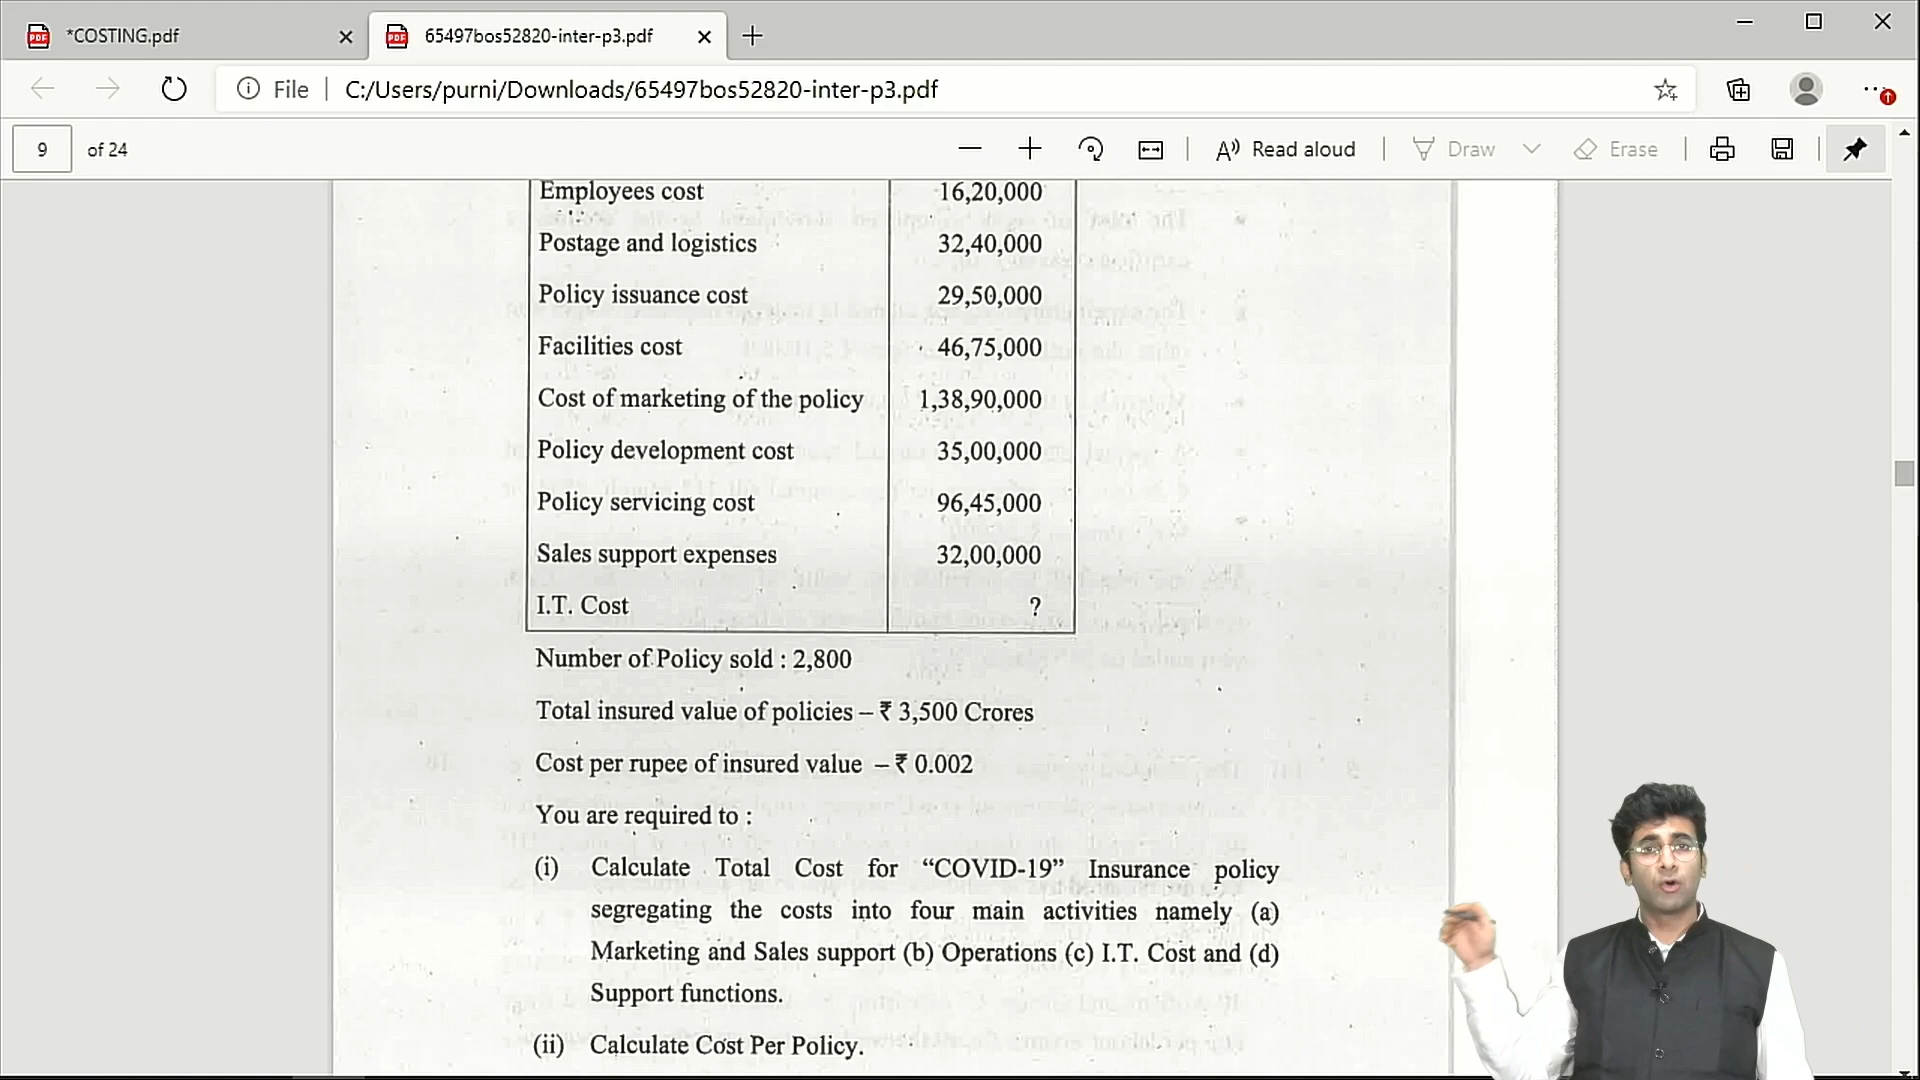 *COSTING.pdf
65497bos52820-inter-p3.pdf
File
C:/Users/purni/Downloads/65497bos52820-inter-p3.pdf
9 of 24
Read aloud
Draw
Erase
Employees cost 16,20,000
Postage and logistics 32,40,000
Policy issuance cost 29,50,000
Facilities cost 46,75,000
Cost of marketing of the policy 1,38,90,000
Policy development cost 35,00,000
Policy servicing cost 96,45,000
Sales support expenses 32,00,000
I.T. Cost ?
Number of Policy sold : 2,800
Total insured value of policies – ₹ 3,500 Crores
Cost per rupee of insured value – ₹ 0.002
You are required to :
(i) Calculate Total Cost for “COVID-19” Insurance policy
segregating the costs into four main activities namely (a)
Marketing and Sales support (b) Operations (c) I.T. Cost and (d)
Support functions.
(ii) Calculate Cost Per Policy.